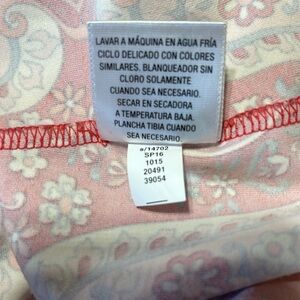 LAVAR A MÁQUINA EN AGUA FRÍA
CICLO DELICADO CON COLORES
SIMILARES. BLANQUEADOR SIN
CLORO SOLAMENTE
CUANDO SEA NECESARIO.
SECAR EN SECADORA
A TEMPERATURA BAJA.
PLANCHA TIBIA CUANDO
SEA NECESARIO.
a/14702
SP16
1015
20491
39054